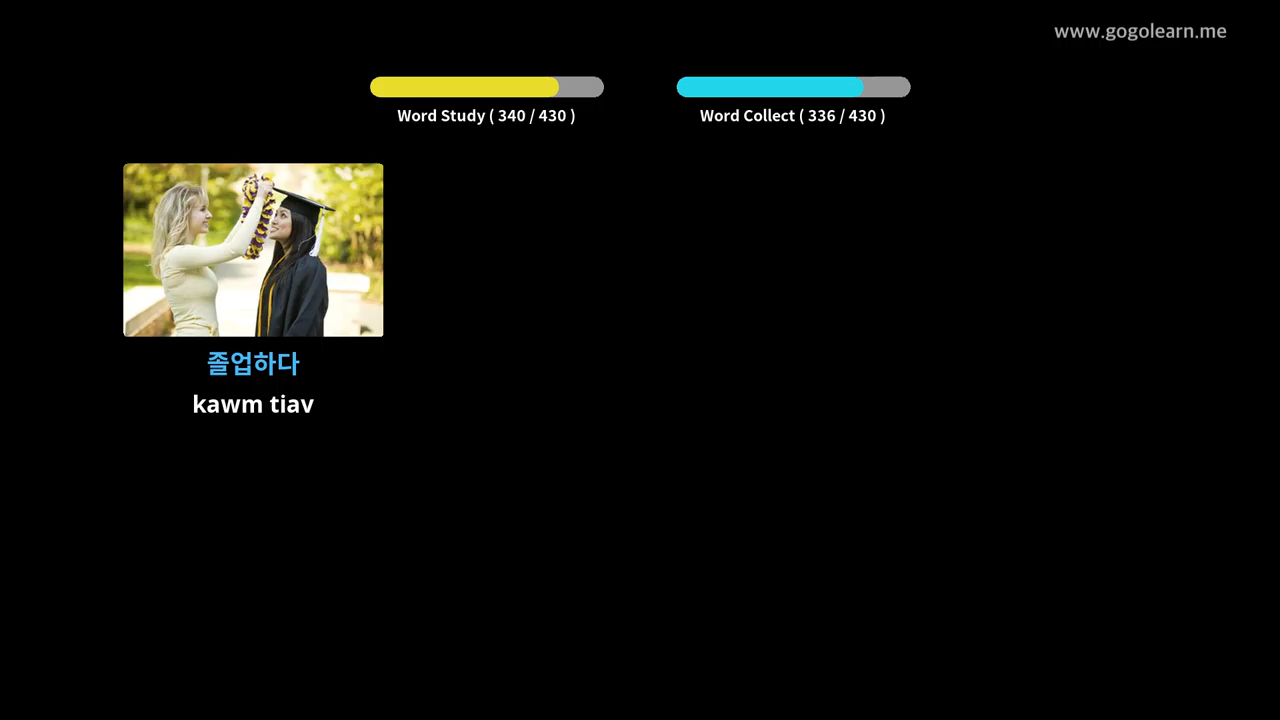 www.gogolearn.me
Word Study ( 340 / 430 )
Word Collect ( 336 / 430 )
졸업하다
kawm tiav